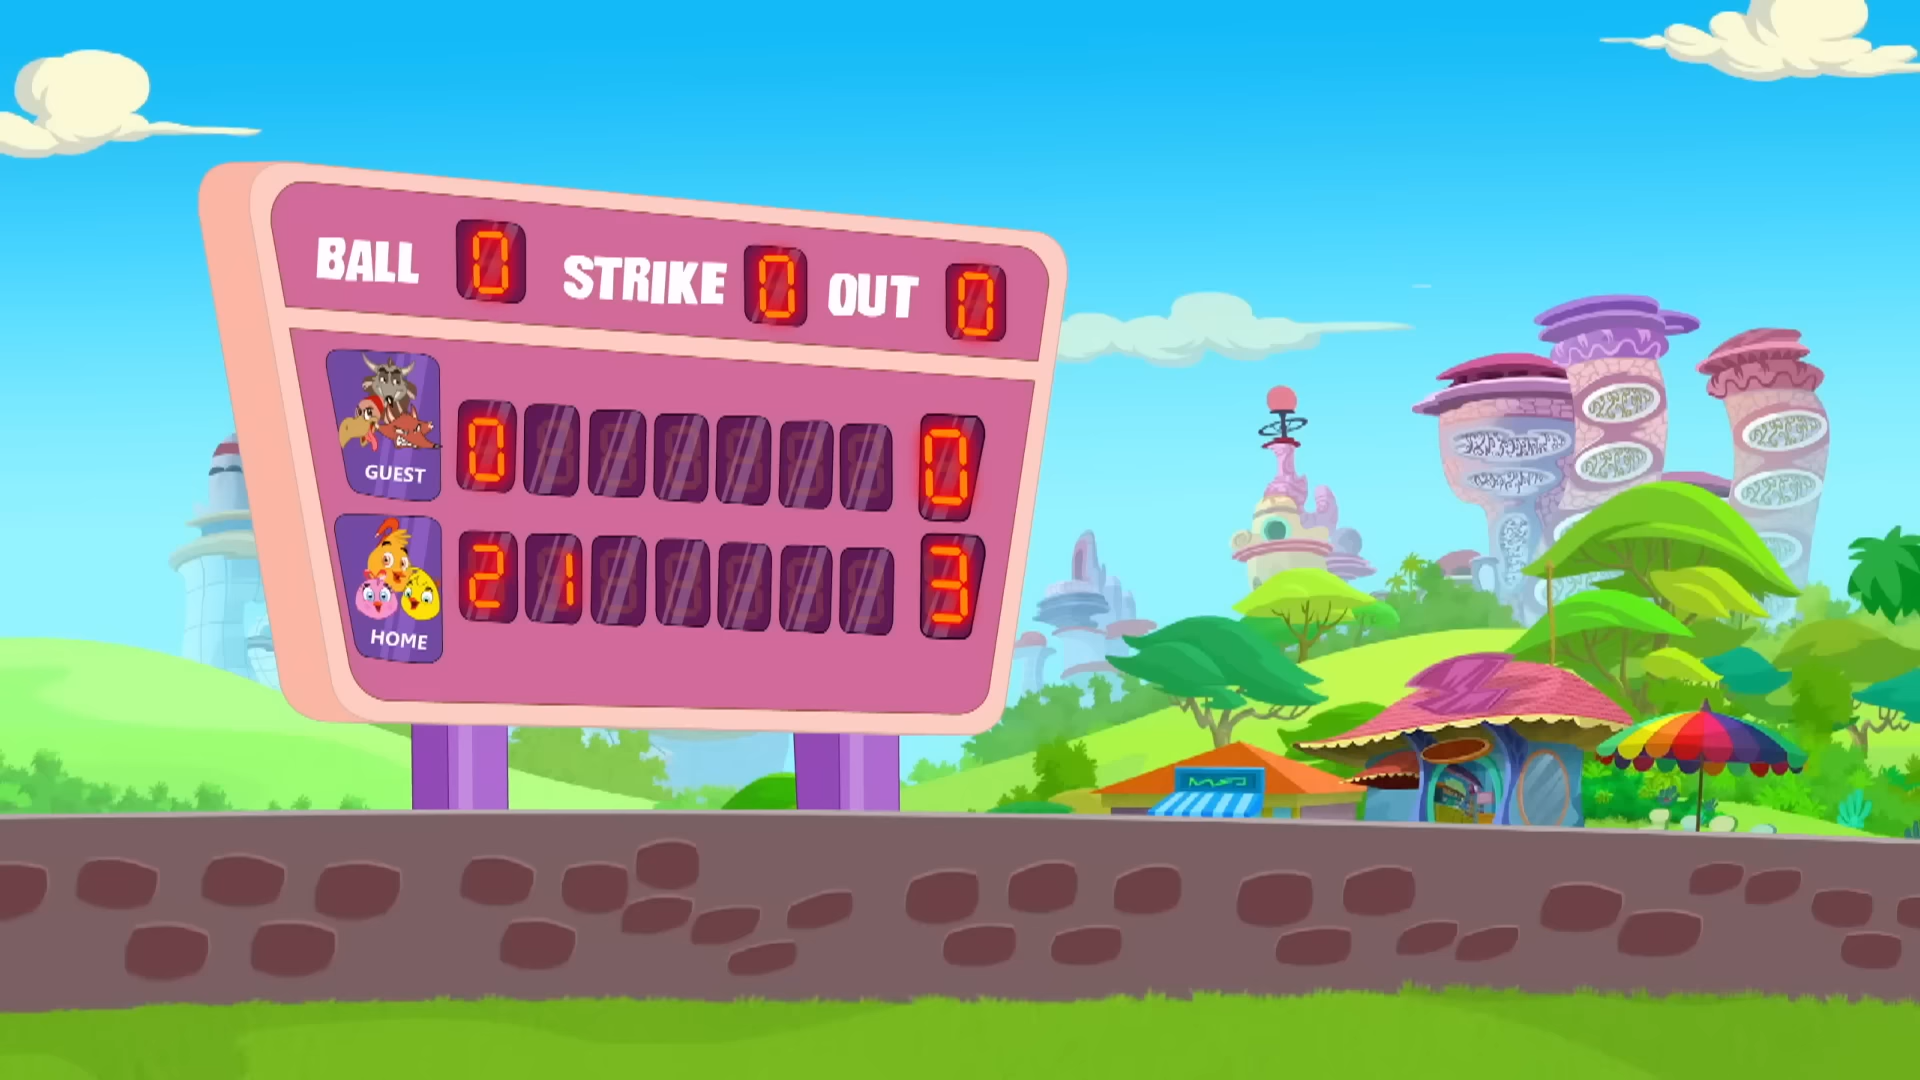 BALL 0 STRIKE 0 OUT 0
GUEST 0 0
HOME 2 1 3